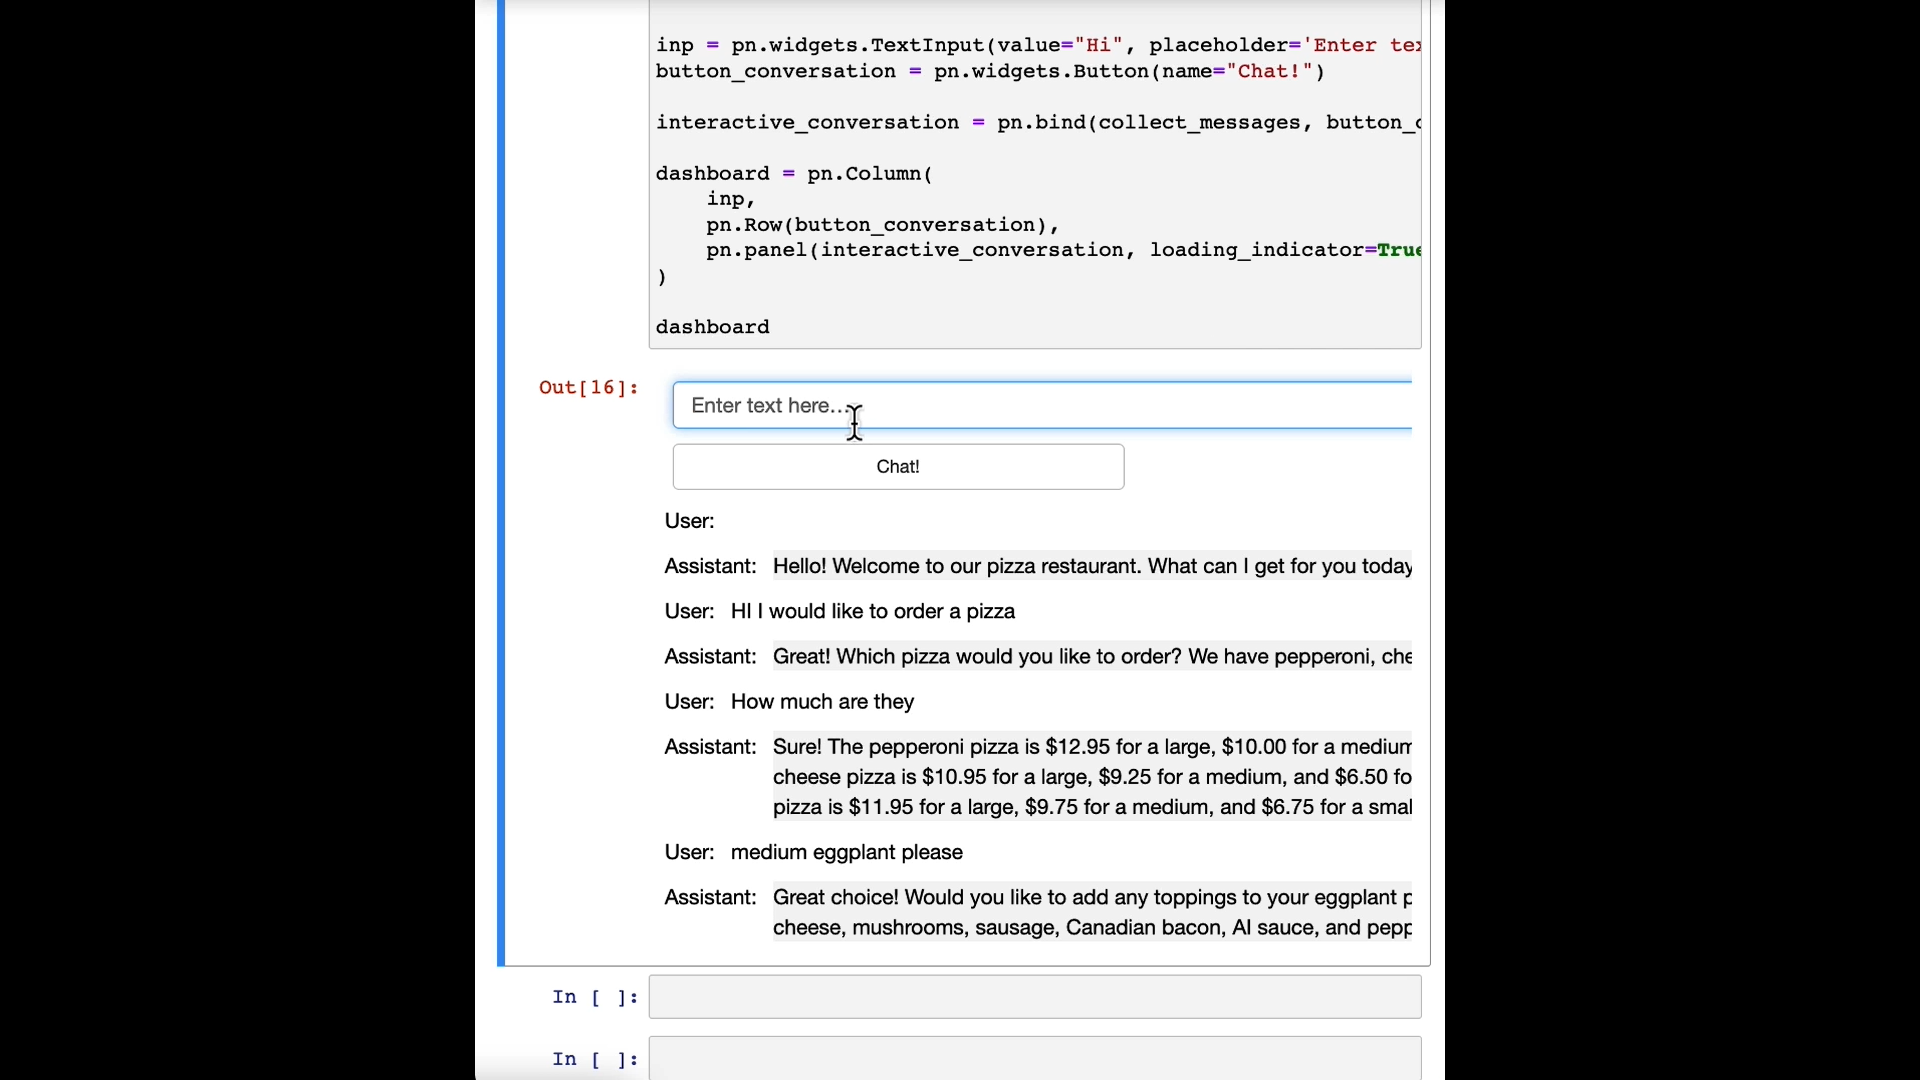 inp = pn.widgets.TextInput(value="Hi", placeholder='Enter tex
button_conversation = pn.widgets.Button(name="Chat!")
interactive_conversation = pn.bind(collect_messages, button_c
dashboard = pn.Column(
    inp,
    pn.Row(button_conversation),
    pn.panel(interactive_conversation, loading_indicator=True
)
dashboard
Out[16]:
Enter text here...
Chat!
User:
Assistant: Hello! Welcome to our pizza restaurant. What can I get for you today
User: HI I would like to order a pizza
Assistant: Great! Which pizza would you like to order? We have pepperoni, che
User: How much are they
Assistant: Sure! The pepperoni pizza is $12.95 for a large, $10.00 for a medium
cheese pizza is $10.95 for a large, $9.25 for a medium, and $6.50 fo
pizza is $11.95 for a large, $9.75 for a medium, and $6.75 for a smal
User: medium eggplant please
Assistant: Great choice! Would you like to add any toppings to your eggplant p
cheese, mushrooms, sausage, Canadian bacon, AI sauce, and pepp
In [ ]:
In [ ]: